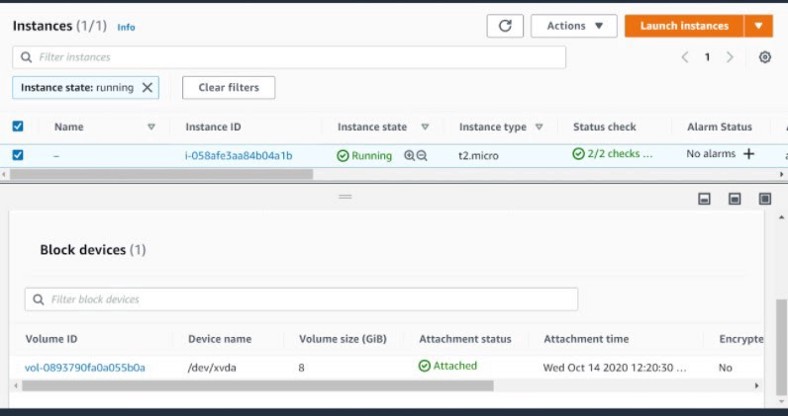 Instances (1/1) Info Actions Launch instances
Filter instances 1
Instance state: running Clear filters
Name Instance ID Instance state Instance type Status check Alarm Status
– i-058afe3aa84b04a1b Running t2.micro 2/2 checks ... No alarms +
Block devices (1)
Filter block devices
Volume ID Device name Volume size (GiB) Attachment status Attachment time Encrypte
vol-0893790fa0a055b0a /dev/xvda 8 Attached Wed Oct 14 2020 12:20:30 ... No